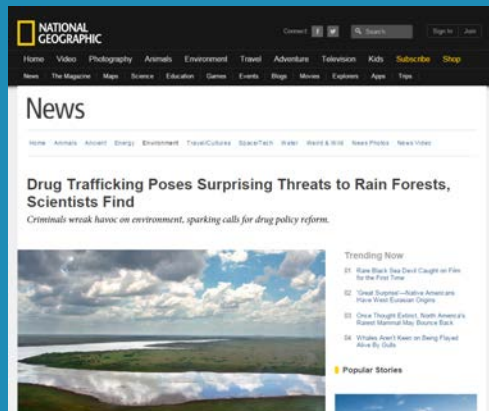 NATIONAL
GEOGRAPHIC
Connect
Search
Sign In Join
Home Video Photography Animals Environment Travel Adventure Television Kids Subscribe Shop
News The Magazine Maps Science Education Games Events Blogs Movies Explorers Apps Trips
News
Home Animals Ancient Energy Environment Travel/Cultures Space/Tech Water Weird & Wild News Photos News Video
Drug Trafficking Poses Surprising Threats to Rain Forests,
Scientists Find
Criminals wreak havoc on environment, sparking calls for drug policy reform.
Trending Now
01 Rare Black Sea Devil Caught on Film
for the First Time
02 'Great Surprise'—Native Americans
Have West Eurasian Origins
03 Once Thought Extinct, North America's
Rarest Mammal May Bounce Back
04 Whales Aren't Keen on Being Flayed
Alive By Gulls
Popular Stories